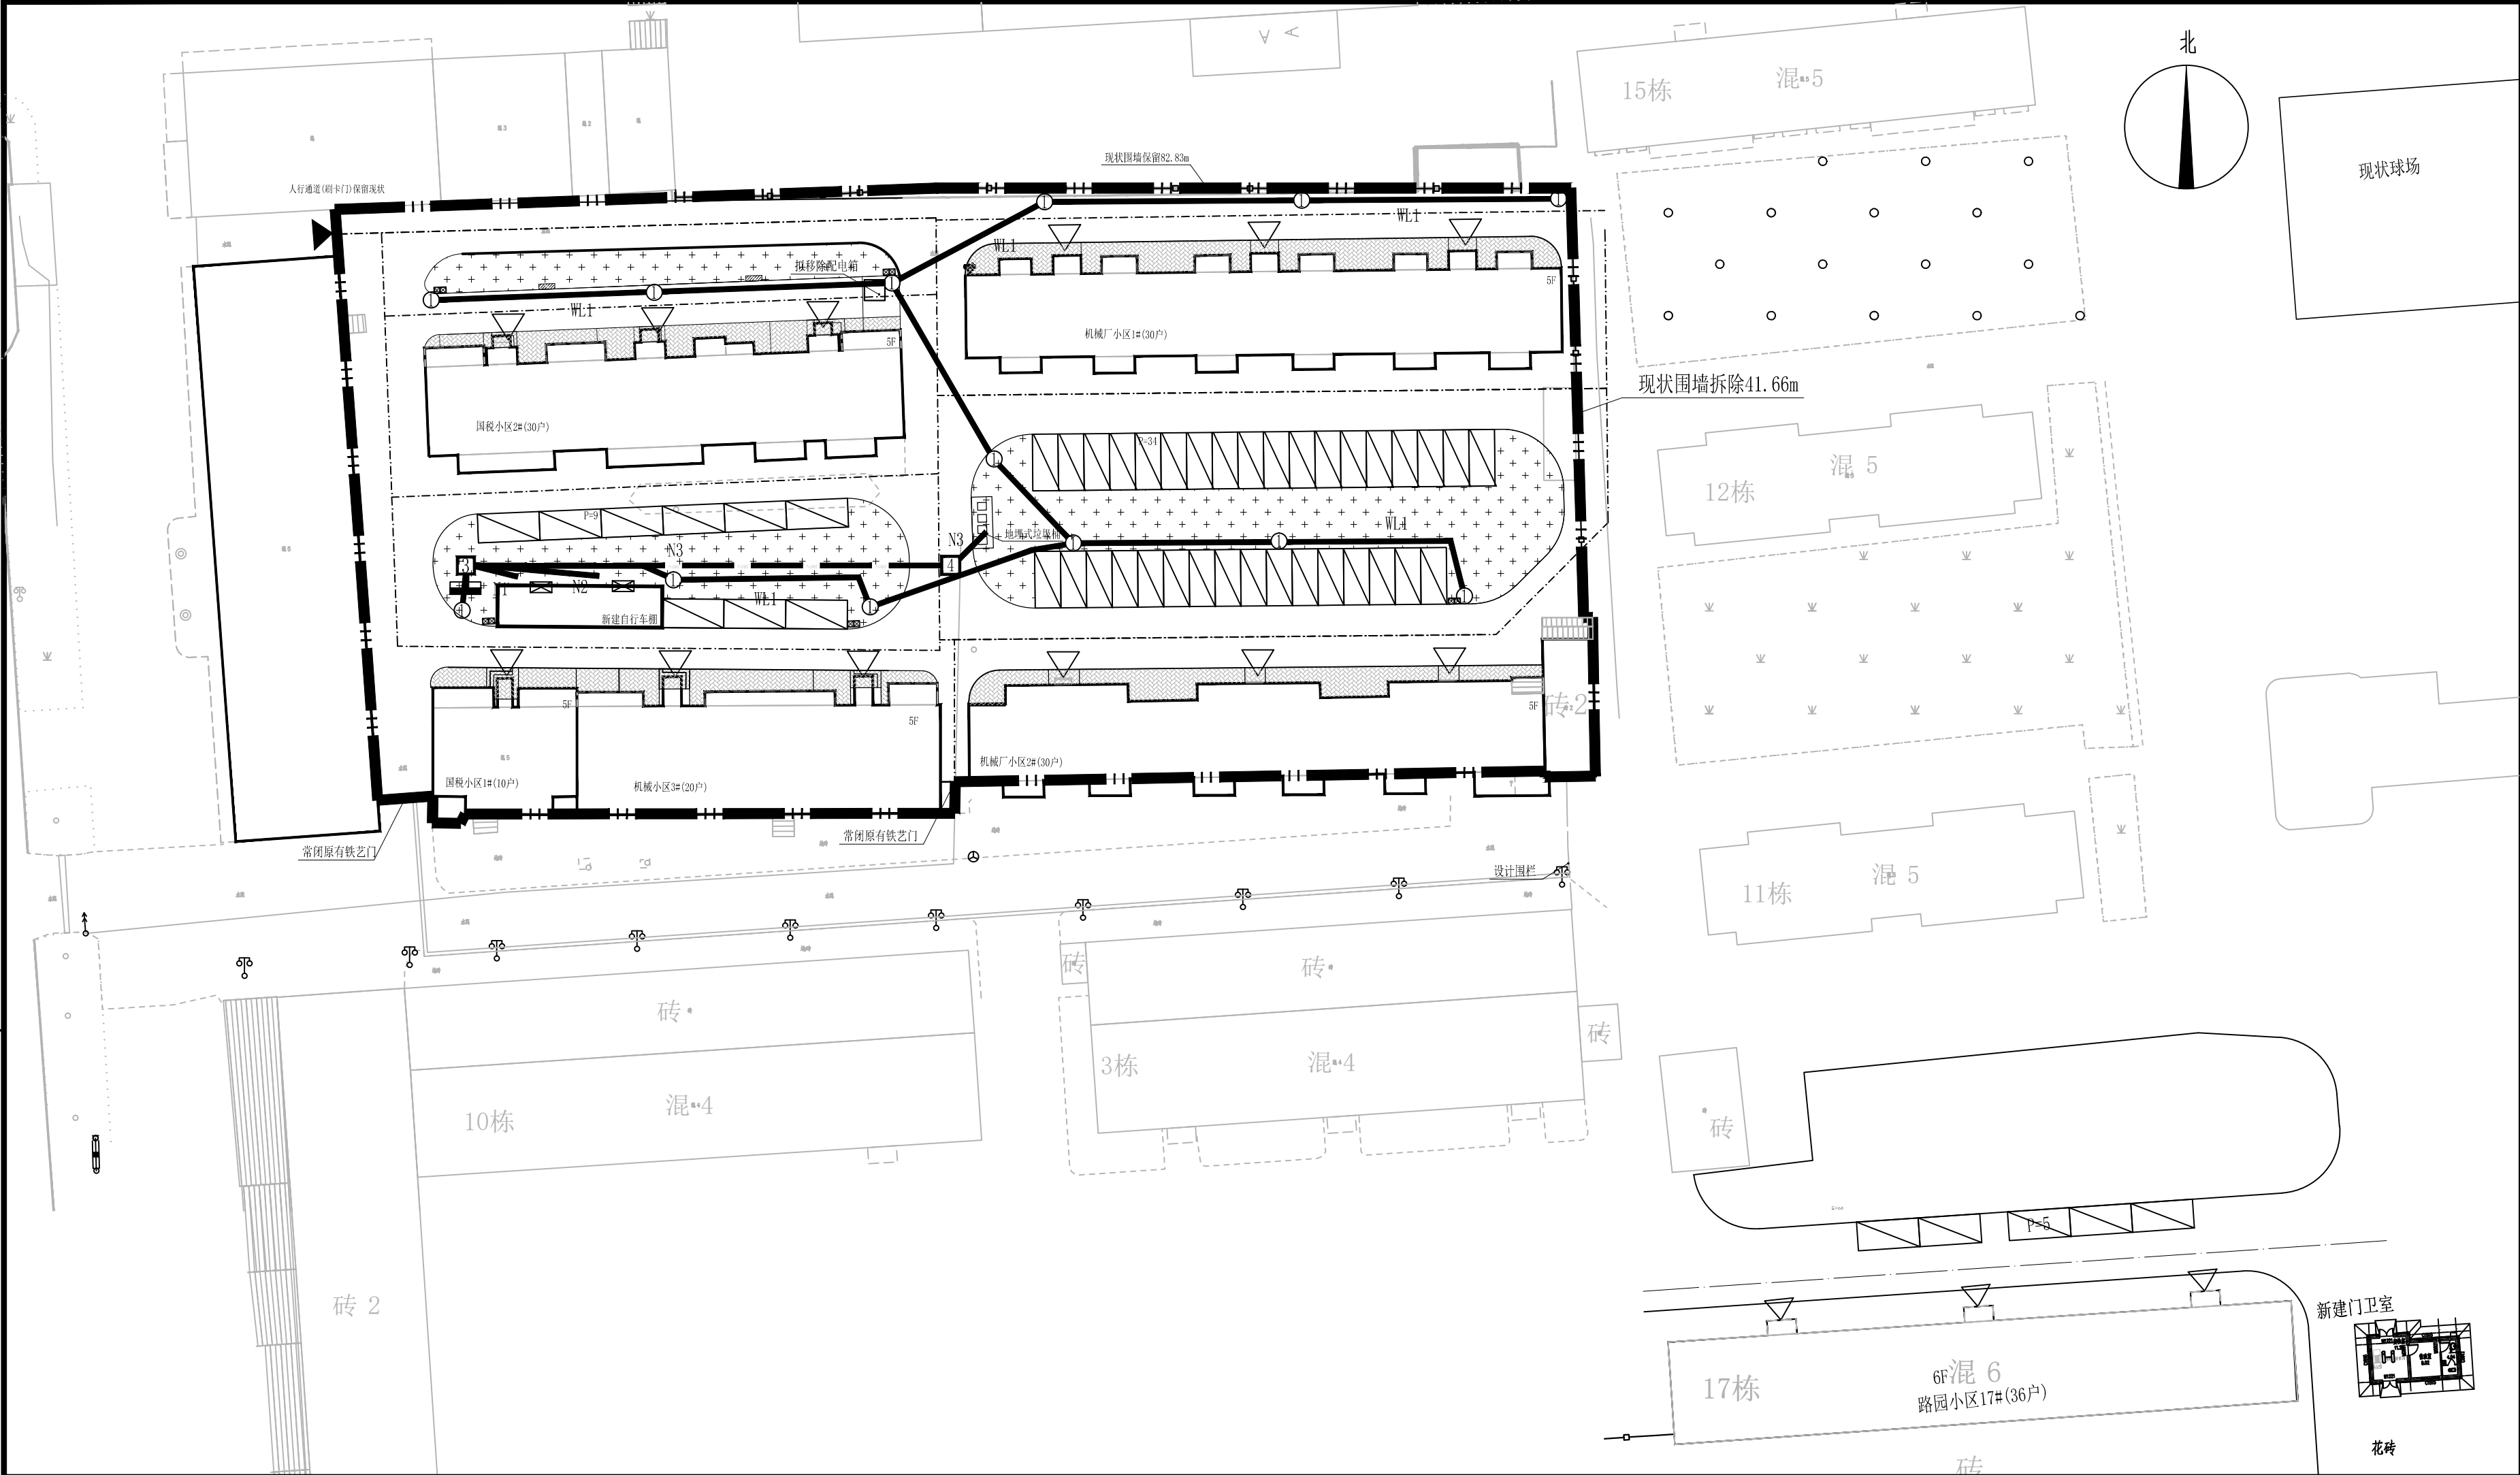 北
15栋
混 5
现状球场
现状围墙保留82.83m
人行通道(刷卡门)保留现状
WL1
WL1
拟移除配电箱
5F
WL1
机械厂小区1#(30户)
5F
现状围墙拆除41.66m
国税小区2#(30户)
P=34
混 5
12栋
P=9
WL1
N3
地埋式垃圾桶
N3
3
4
N2
WL1
新建自行车棚
5F
5F
5F
砖2
国税小区1#(10户)
机械小区3#(20户)
机械厂小区2#(30户)
常闭原有铁艺门
常闭原有铁艺门
设计围栏
混 5
11栋
砖
砖
砖
砖
3栋
混 4
10栋
混 4
砖
砖 2
P=5
新建门卫室
17栋
6F
混 6
路园小区17#(36户)
花砖
砖